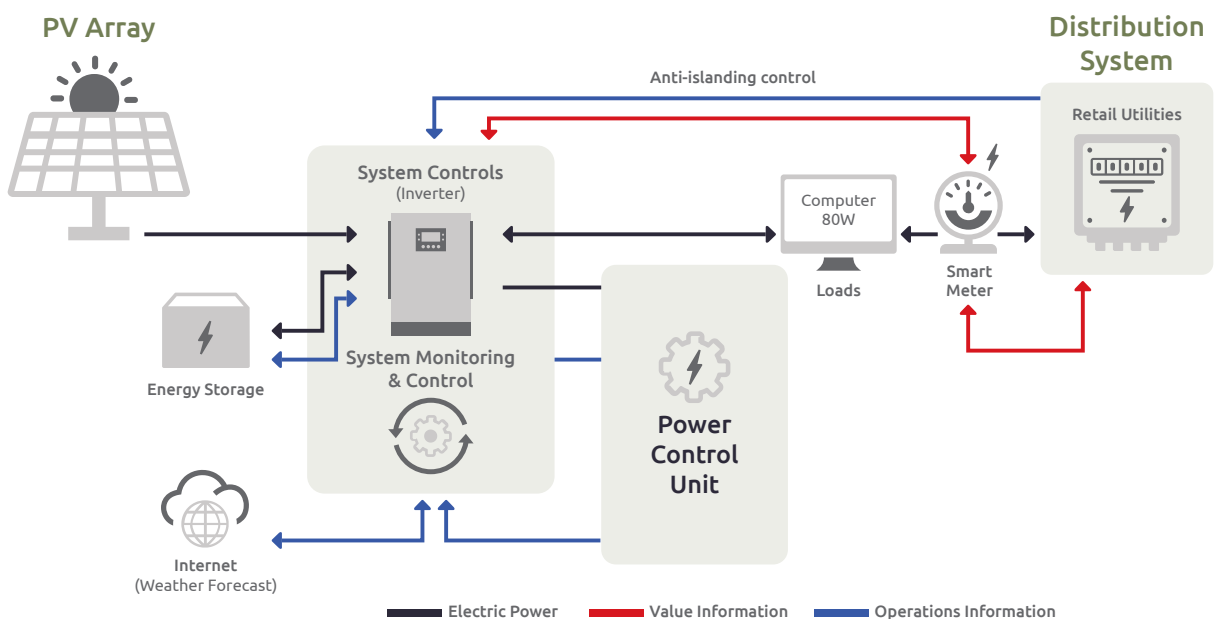 PV Array
Distribution
System
Anti-islanding control
Retail Utilities
System Controls
(Inverter)
Computer
80W
Loads
Smart
Meter
Energy Storage
System Monitoring
& Control
Power
Control
Unit
Internet
(Weather Forecast)
Electric Power
Value Information
Operations Information